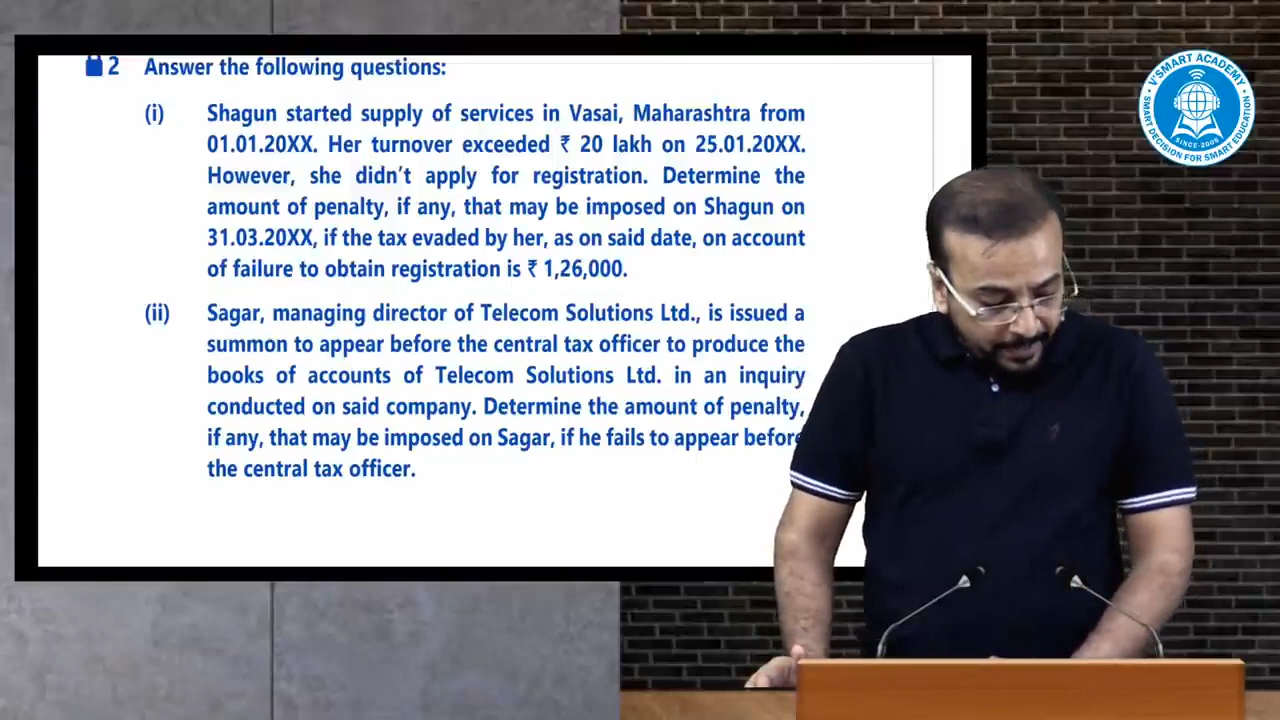 2 Answer the following questions:
(i) Shagun started supply of services in Vasai, Maharashtra from
01.01.20XX. Her turnover exceeded ₹ 20 lakh on 25.01.20XX.
However, she didn't apply for registration. Determine the
amount of penalty, if any, that may be imposed on Shagun on
31.03.20XX, if the tax evaded by her, as on said date, on account
of failure to obtain registration is ₹ 1,26,000.
(ii) Sagar, managing director of Telecom Solutions Ltd., is issued a
summon to appear before the central tax officer to produce the
books of accounts of Telecom Solutions Ltd. in an inquiry
conducted on said company. Determine the amount of penalty,
if any, that may be imposed on Sagar, if he fails to appear before
the central tax officer.
V'SMART ACADEMY
SMART DECISION FOR SMART EDUCATION
SINCE-2005